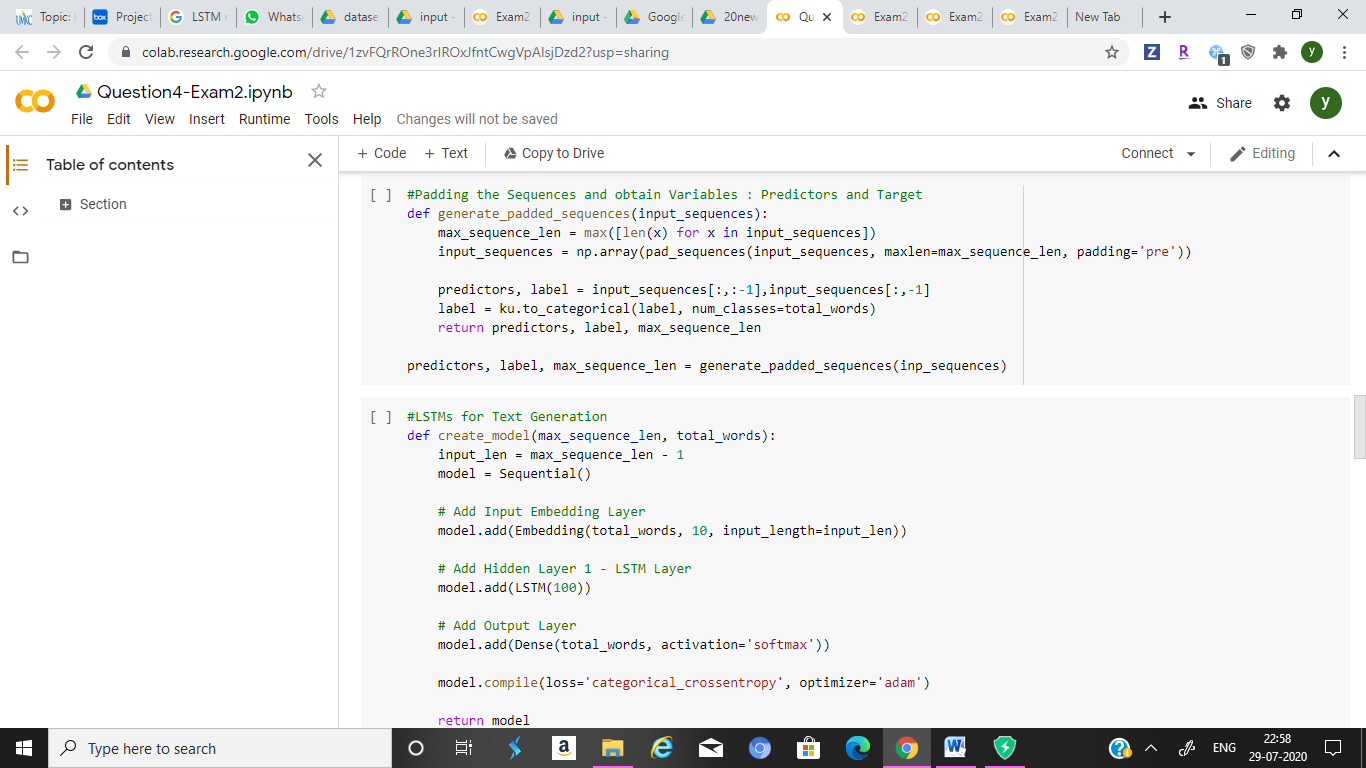 Topic:
Project
LSTM
Whats
datase
input -
Exam2
input -
Google
20new
Qu
Exam2
Exam2
Exam2
New Tab
colab.research.google.com/drive/1zvFQrROne3rIROxJfntCwgVpAlsjDzd2?usp=sharing
Question4-Exam2.ipynb
File Edit View Insert Runtime Tools Help Changes will not be saved
Share
y
Table of contents
Section
+ Code + Text Copy to Drive
Connect
Editing
[ ] #Padding the Sequences and obtain Variables : Predictors and Target
def generate_padded_sequences(input_sequences):
    max_sequence_len = max([len(x) for x in input_sequences])
    input_sequences = np.array(pad_sequences(input_sequences, maxlen=max_sequence_len, padding='pre'))
    predictors, label = input_sequences[:,:-1],input_sequences[:,-1]
    label = ku.to_categorical(label, num_classes=total_words)
    return predictors, label, max_sequence_len
predictors, label, max_sequence_len = generate_padded_sequences(inp_sequences)
[ ] #LSTMs for Text Generation
def create_model(max_sequence_len, total_words):
    input_len = max_sequence_len - 1
    model = Sequential()
    # Add Input Embedding Layer
    model.add(Embedding(total_words, 10, input_length=input_len))
    # Add Hidden Layer 1 - LSTM Layer
    model.add(LSTM(100))
    # Add Output Layer
    model.add(Dense(total_words, activation='softmax'))
    model.compile(loss='categorical_crossentropy', optimizer='adam')
    return model
Type here to search
ENG
22:58
29-07-2020